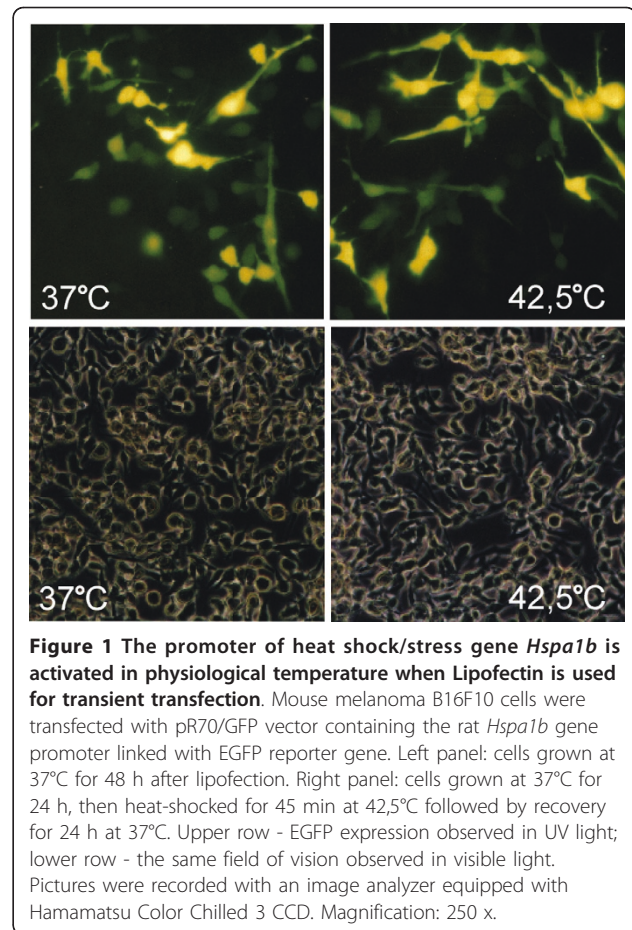 37°C
42,5°C
37°C
42,5°C
Figure 1 The promoter of heat shock/stress gene Hspa1b is
activated in physiological temperature when Lipofectin is used
for transient transfection. Mouse melanoma B16F10 cells were
transfected with pR70/GFP vector containing the rat Hspa1b gene
promoter linked with EGFP reporter gene. Left panel: cells grown at
37°C for 48 h after lipofection. Right panel: cells grown at 37°C for
24 h, then heat-shocked for 45 min at 42,5°C followed by recovery
for 24 h at 37°C. Upper row - EGFP expression observed in UV light;
lower row - the same field of vision observed in visible light.
Pictures were recorded with an image analyzer equipped with
Hamamatsu Color Chilled 3 CCD. Magnification: 250 x.